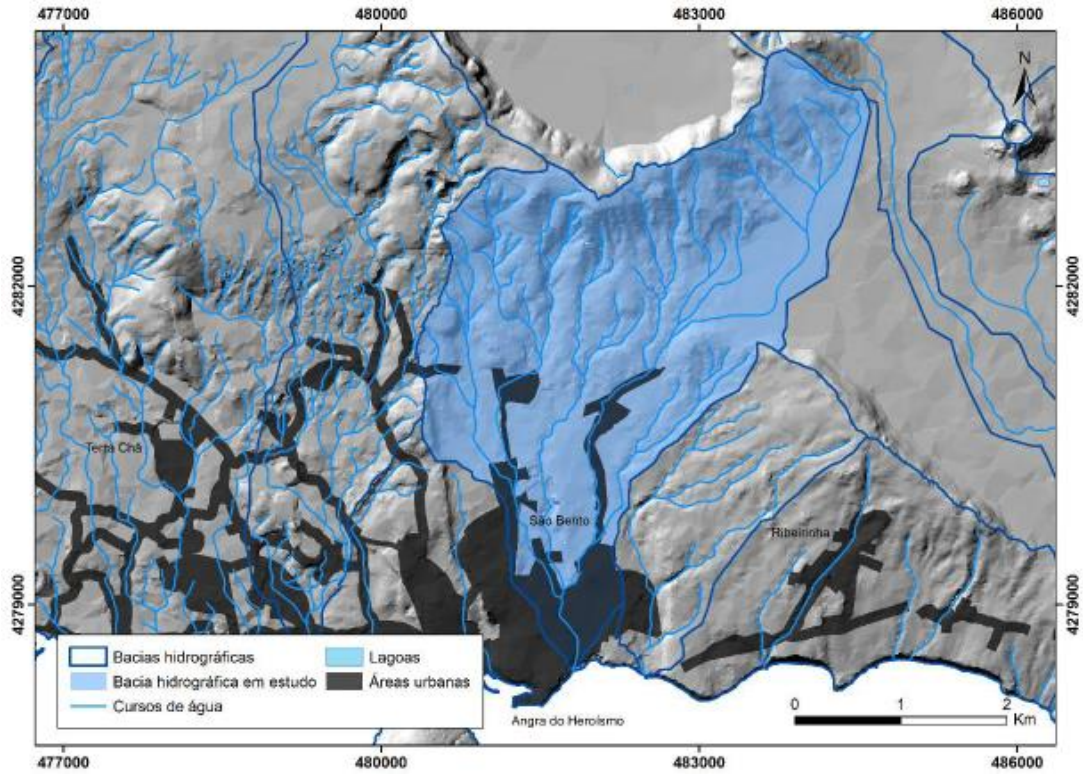 477000
480000
483000
486000
N
4282000
4282000
Terra Chã
São Bento
Ribeirinha
4279000
4279000
Bacias hidrográficas
Lagoas
Bacia hidrográfica em estudo
Áreas urbanas
Cursos de água
Angra do Heroísmo
0
1
2
Km
477000
480000
483000
486000